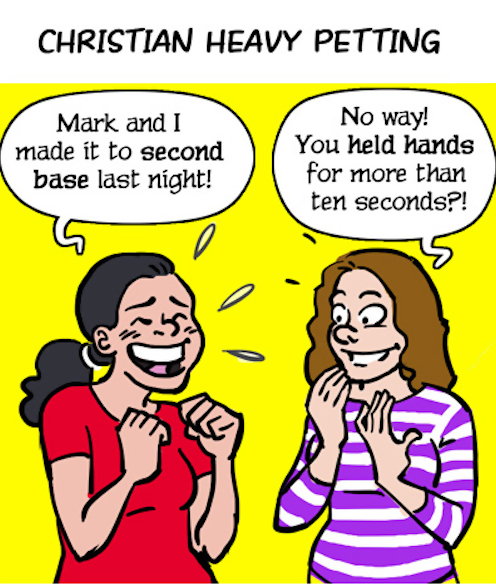 CHRISTIAN HEAVY PETTING
Mark and I
made it to second
base last night!
No way!
You held hands
for more than
ten seconds?!